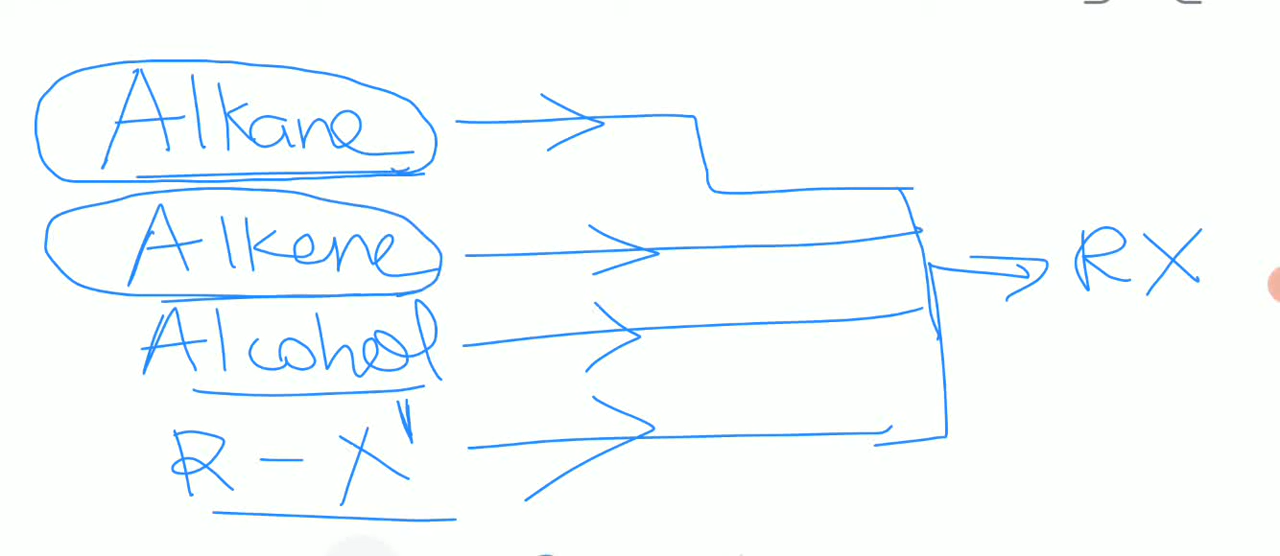 Alkane
Alkene
Alcohol
R - X'
RX